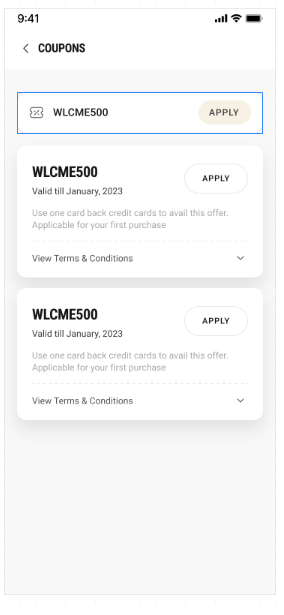 9:41
COUPONS
WLCME500 APPLY
WLCME500 APPLY
Valid till January, 2023
Use one card back credit cards to avail this offer.
Applicable for your first purchase
View Terms & Conditions
WLCME500 APPLY
Valid till January, 2023
Use one card back credit cards to avail this offer.
Applicable for your first purchase
View Terms & Conditions